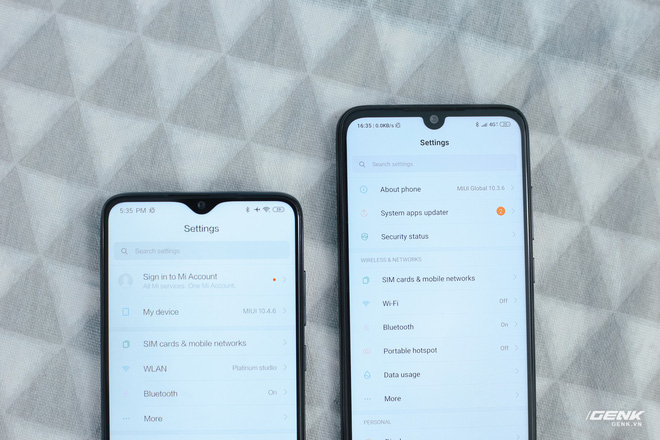 5:35 PM
Settings
Search settings
Sign in to Mi Account
All Mi services. One Mi Account.
My device MIUI 10.4.6
SIM cards & mobile networks
WLAN Platinum studio
Bluetooth On
More
16:35 | 0.0KB/s
4G
Settings
Search settings
About phone MIUI Global 10.3.6
System apps updater 2
Security status
WIRELESS & NETWORKS
SIM cards & mobile networks
Wi-Fi Off
Bluetooth On
Portable hotspot Off
Data usage
More
PERSONAL
GENK
GENK.VN